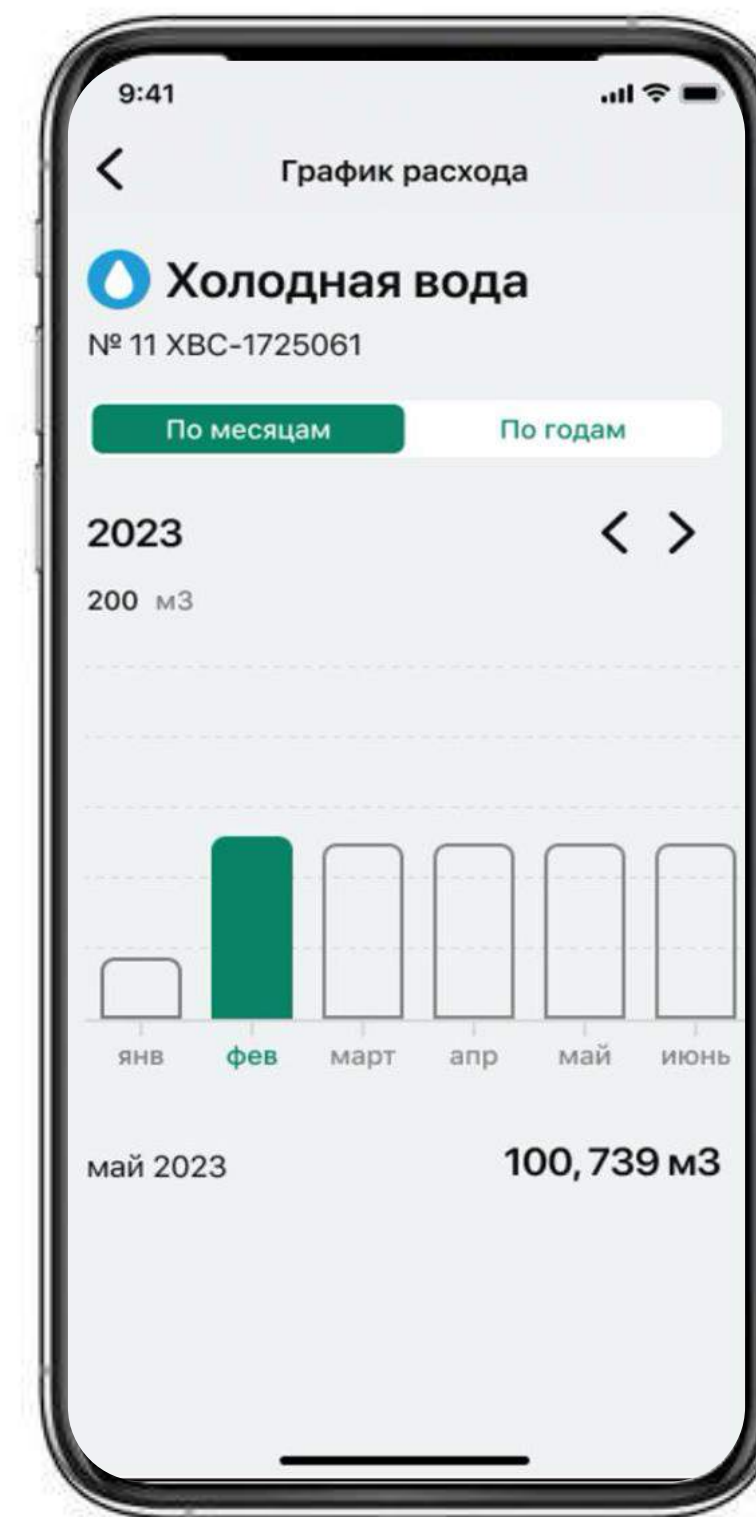 9:41
График расхода
Холодная вода
№ 11 ХВС-1725061
По месяцам По годам
2023
200 м3
янв фев март апр май июнь
май 2023 100, 739 м3